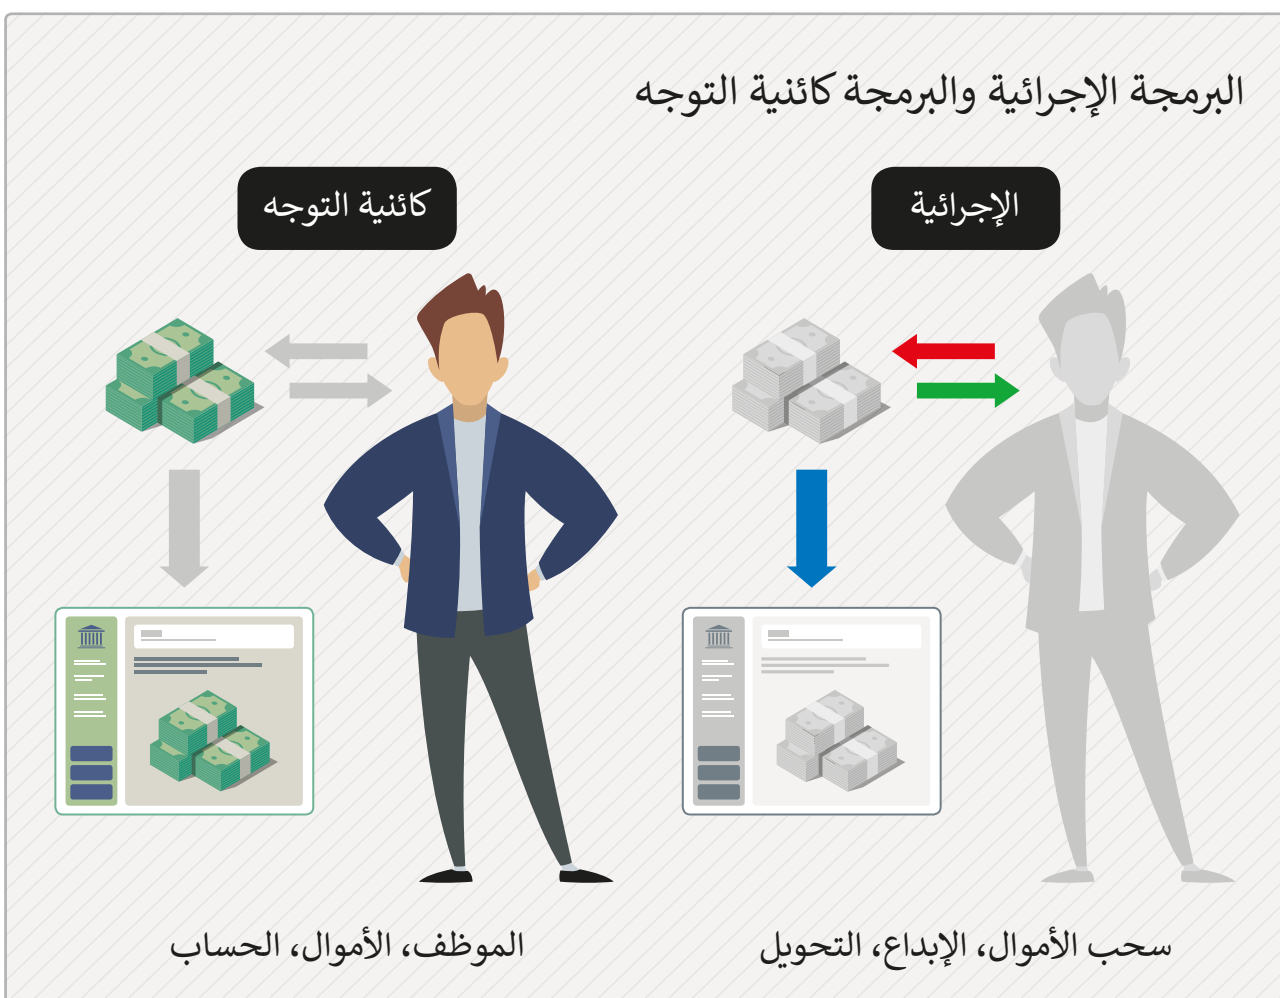 البرمجة الإجرائية والبرمجة كائنية التوجه
الإجرائية
كائنية التوجه
سحب الأموال، الإبداع، التحويل
الموظف، الأموال، الحساب